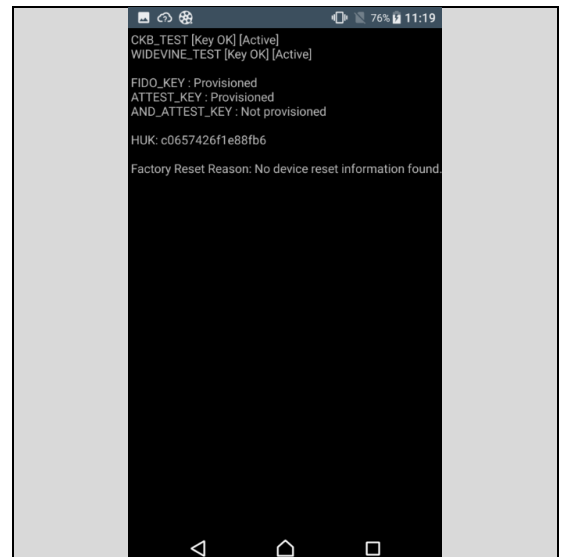 76% 11:19
CKB_TEST [Key OK] [Active]
WIDEVINE_TEST [Key OK] [Active]
FIDO_KEY : Provisioned
ATTEST_KEY : Provisioned
AND_ATTEST_KEY : Not provisioned
HUK: c0657426f1e88fb6
Factory Reset Reason: No device reset information found.